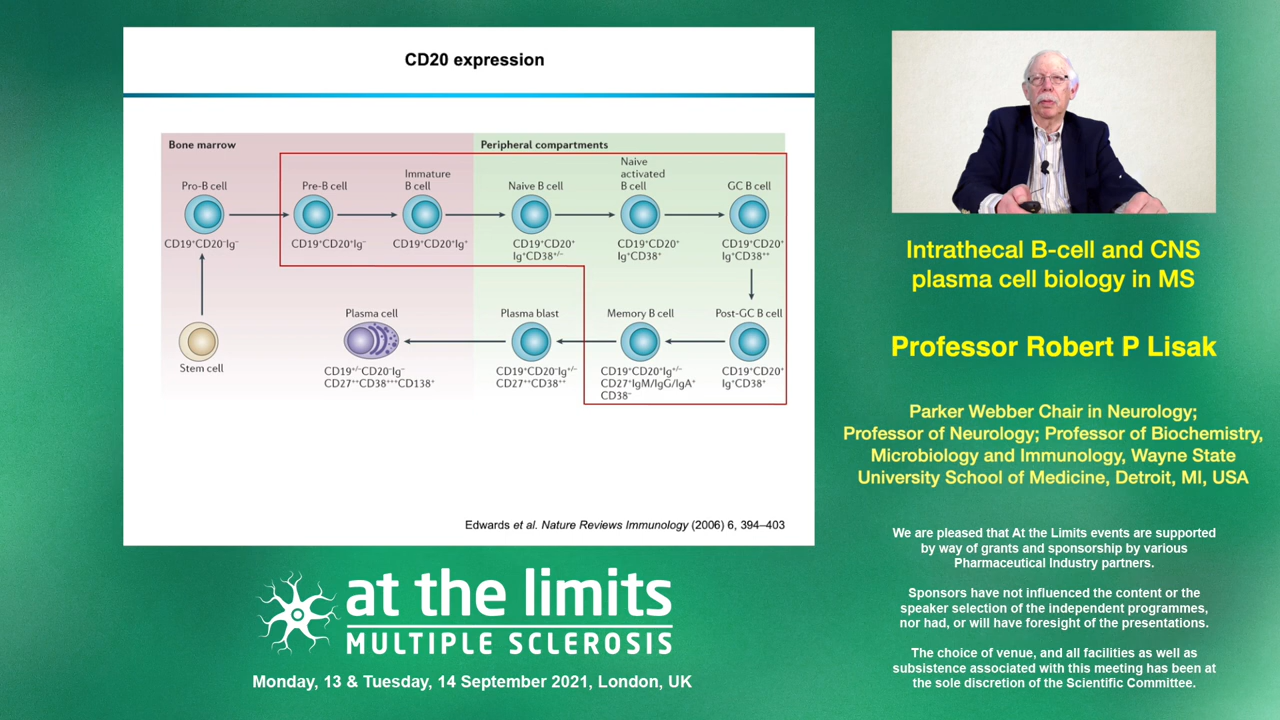 CD20 expression
Bone marrow
Peripheral compartments
Pro-B cell
CD19⁺CD20⁻Ig⁻
Pre-B cell
CD19⁺CD20⁺Ig⁻
Immature
B cell
CD19⁺CD20⁺Ig⁺
Naive B cell
CD19⁺CD20⁺
Ig⁺CD38⁺/⁻
Naive
activated
B cell
CD19⁺CD20⁺
Ig⁺CD38⁺
GC B cell
CD19⁺CD20⁺
Ig⁺CD38⁺⁺
Stem cell
Plasma cell
CD19⁺/⁻CD20⁻Ig⁻
CD27⁺⁺CD38⁺⁺⁺CD138⁺
Plasma blast
CD19⁺CD20⁻Ig⁺/⁻
CD27⁺⁺CD38⁺⁺
Memory B cell
CD19⁺CD20⁺Ig⁺/⁻
CD27⁺IgM/IgG/IgA⁺
CD38⁻
Post-GC B cell
CD19⁺CD20⁺
Ig⁺CD38⁺
Edwards et al. Nature Reviews Immunology (2006) 6, 394–403
at the limits
MULTIPLE SCLEROSIS
Monday, 13 & Tuesday, 14 September 2021, London, UK
Intrathecal B-cell and CNS
plasma cell biology in MS
Professor Robert P Lisak
Parker Webber Chair in Neurology;
Professor of Neurology; Professor of Biochemistry,
Microbiology and Immunology, Wayne State
University School of Medicine, Detroit, MI, USA
We are pleased that At the Limits events are supported
by way of grants and sponsorship by various
Pharmaceutical Industry partners.
Sponsors have not influenced the content or the
speaker selection of the independent programmes,
nor had, or will have foresight of the presentations.
The choice of venue, and all facilities as well as
subsistence associated with this meeting has been at
the sole discretion of the Scientific Committee.